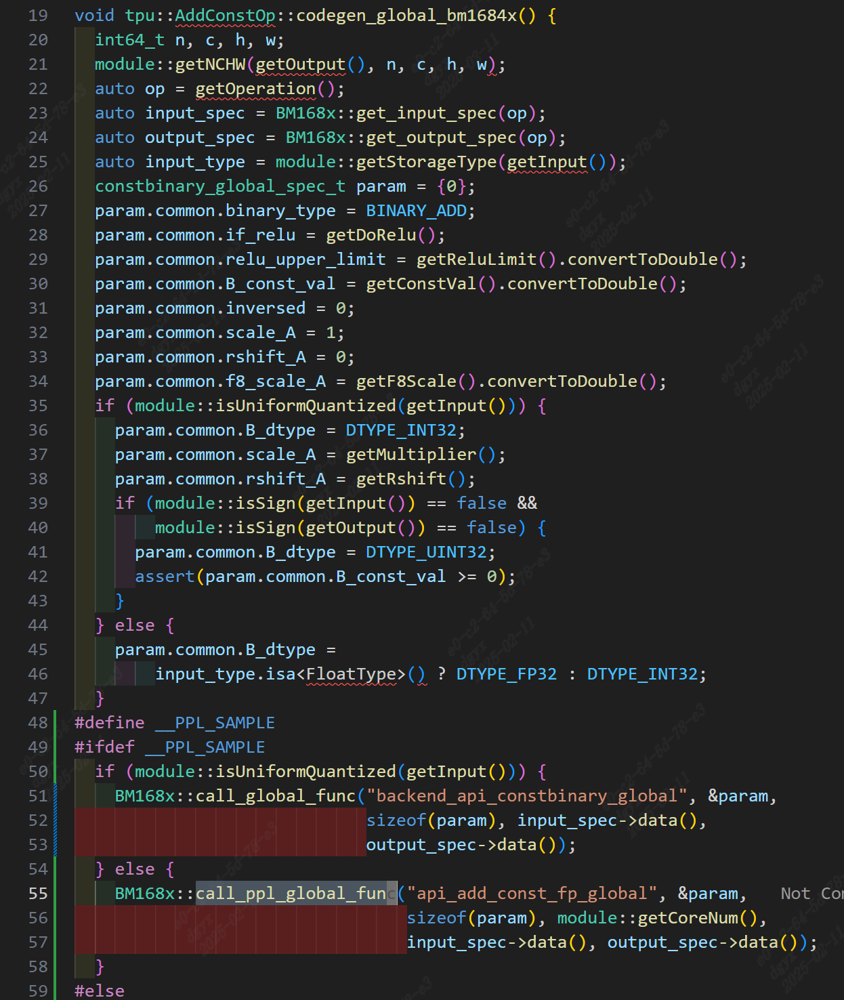 19 void tpu::AddConstOp::codegen_global_bm1684x() {
20   int64_t n, c, h, w;
21   module::getNCHW(getOutput(), n, c, h, w);
22   auto op = getOperation();
23   auto input_spec = BM168x::get_input_spec(op);
24   auto output_spec = BM168x::get_output_spec(op);
25   auto input_type = module::getStorageType(getInput());
26   constbinary_global_spec_t param = {0};
27   param.common.binary_type = BINARY_ADD;
28   param.common.if_relu = getDoRelu();
29   param.common.relu_upper_limit = getReluLimit().convertToDouble();
30   param.common.B_const_val = getConstVal().convertToDouble();
31   param.common.inversed = 0;
32   param.common.scale_A = 1;
33   param.common.rshift_A = 0;
34   param.common.f8_scale_A = getF8Scale().convertToDouble();
35   if (module::isUniformQuantized(getInput())) {
36     param.common.B_dtype = DTYPE_INT32;
37     param.common.scale_A = getMultiplier();
38     param.common.rshift_A = getRshift();
39     if (module::isSign(getInput()) == false &&
40         module::isSign(getOutput()) == false) {
41       param.common.B_dtype = DTYPE_UINT32;
42       assert(param.common.B_const_val >= 0);
43     }
44   } else {
45     param.common.B_dtype =
46         input_type.isa<FloatType>() ? DTYPE_FP32 : DTYPE_INT32;
47   }
48 #define __PPL_SAMPLE
49 #ifdef __PPL_SAMPLE
50   if (module::isUniformQuantized(getInput())) {
51     BM168x::call_global_func("backend_api_constbinary_global", &param,
52                              sizeof(param), input_spec->data(),
53                              output_spec->data());
54   } else {
55     BM168x::call_ppl_global_func("api_add_const_fp_global", &param, Not Co
56                                  sizeof(param), module::getCoreNum(),
57                                  input_spec->data(), output_spec->data());
58   }
59 #else